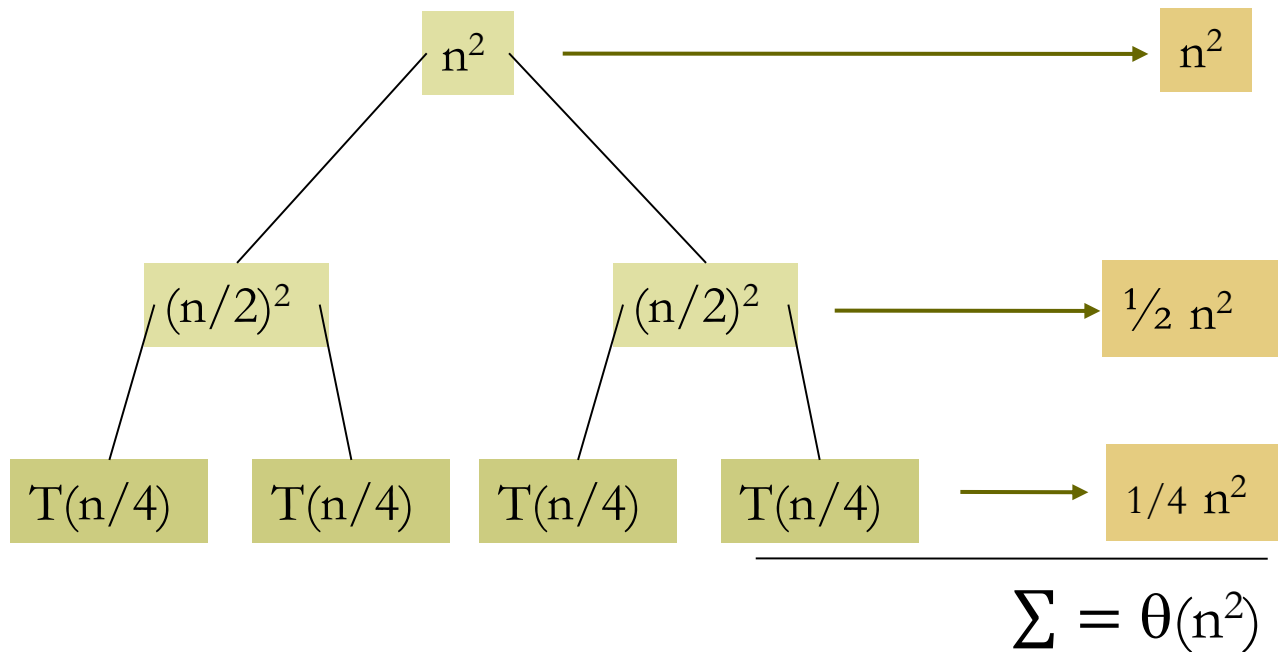 n² n²
(n/2)² (n/2)² ½ n²
T(n/4) T(n/4) T(n/4) T(n/4) 1/4 n²
∑ = θ(n²)